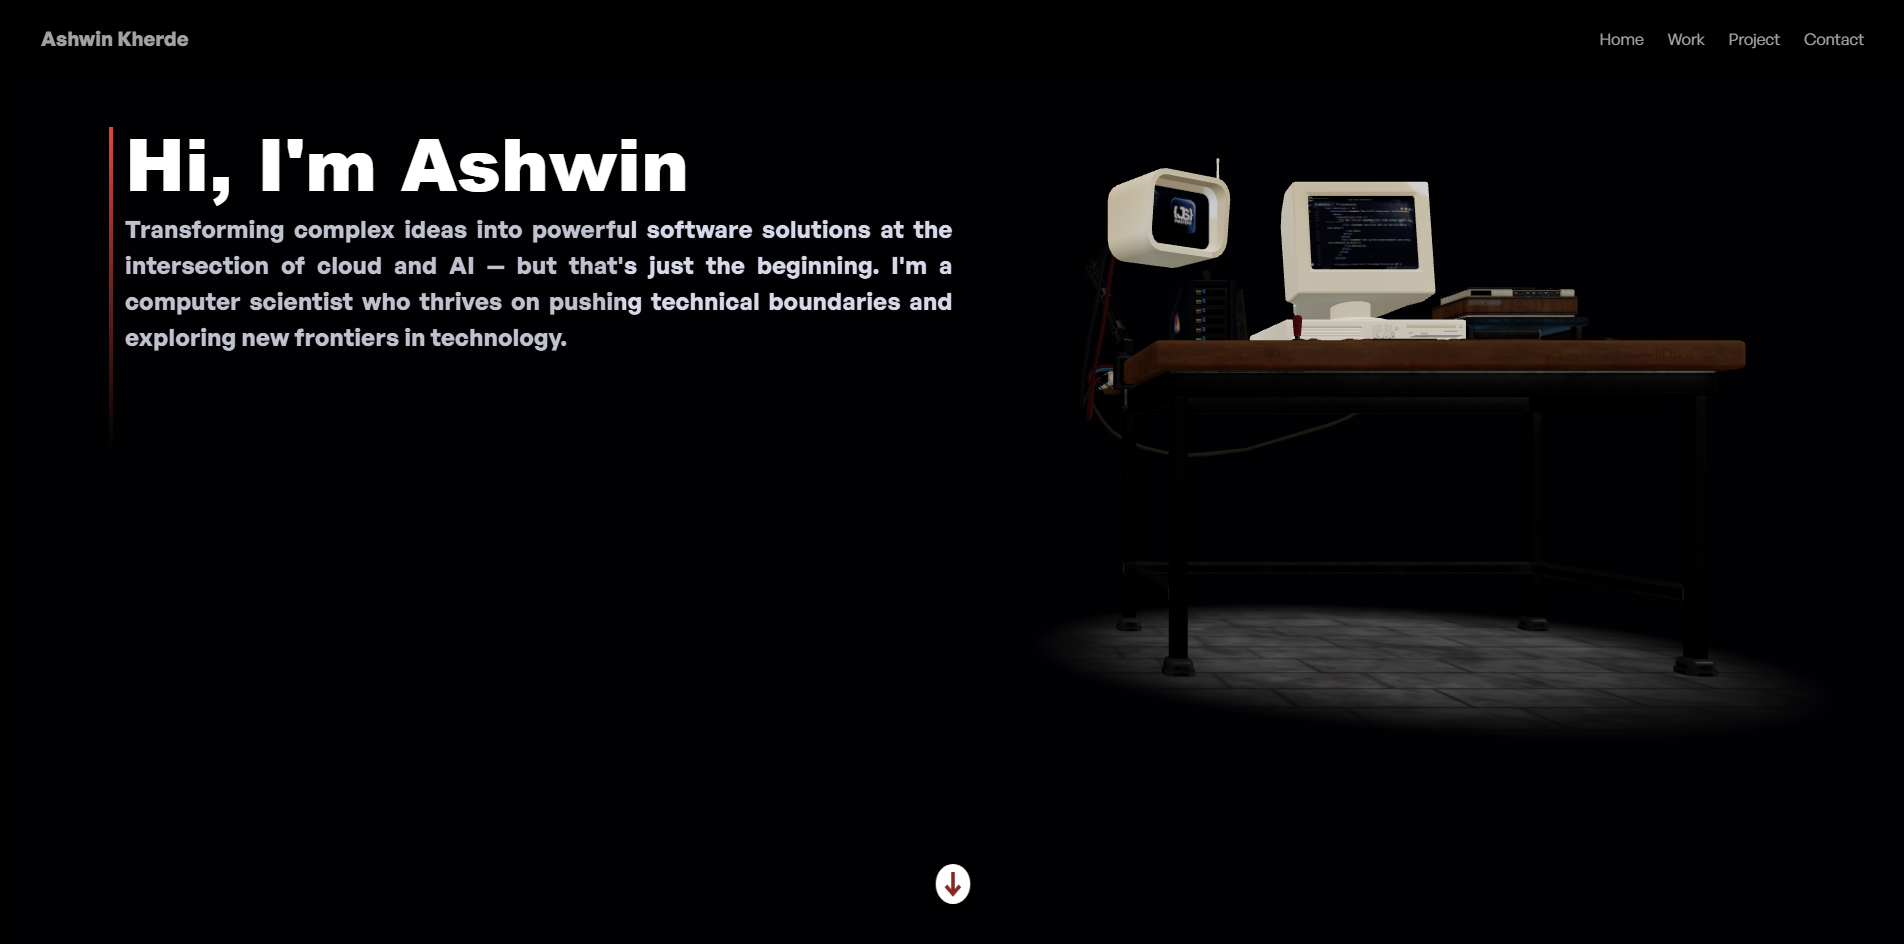 Ashwin Kherde
Home Work Project Contact
Hi, I'm Ashwin
Transforming complex ideas into powerful software solutions at the
intersection of cloud and AI — but that's just the beginning. I'm a
computer scientist who thrives on pushing technical boundaries and
exploring new frontiers in technology.
{JS}